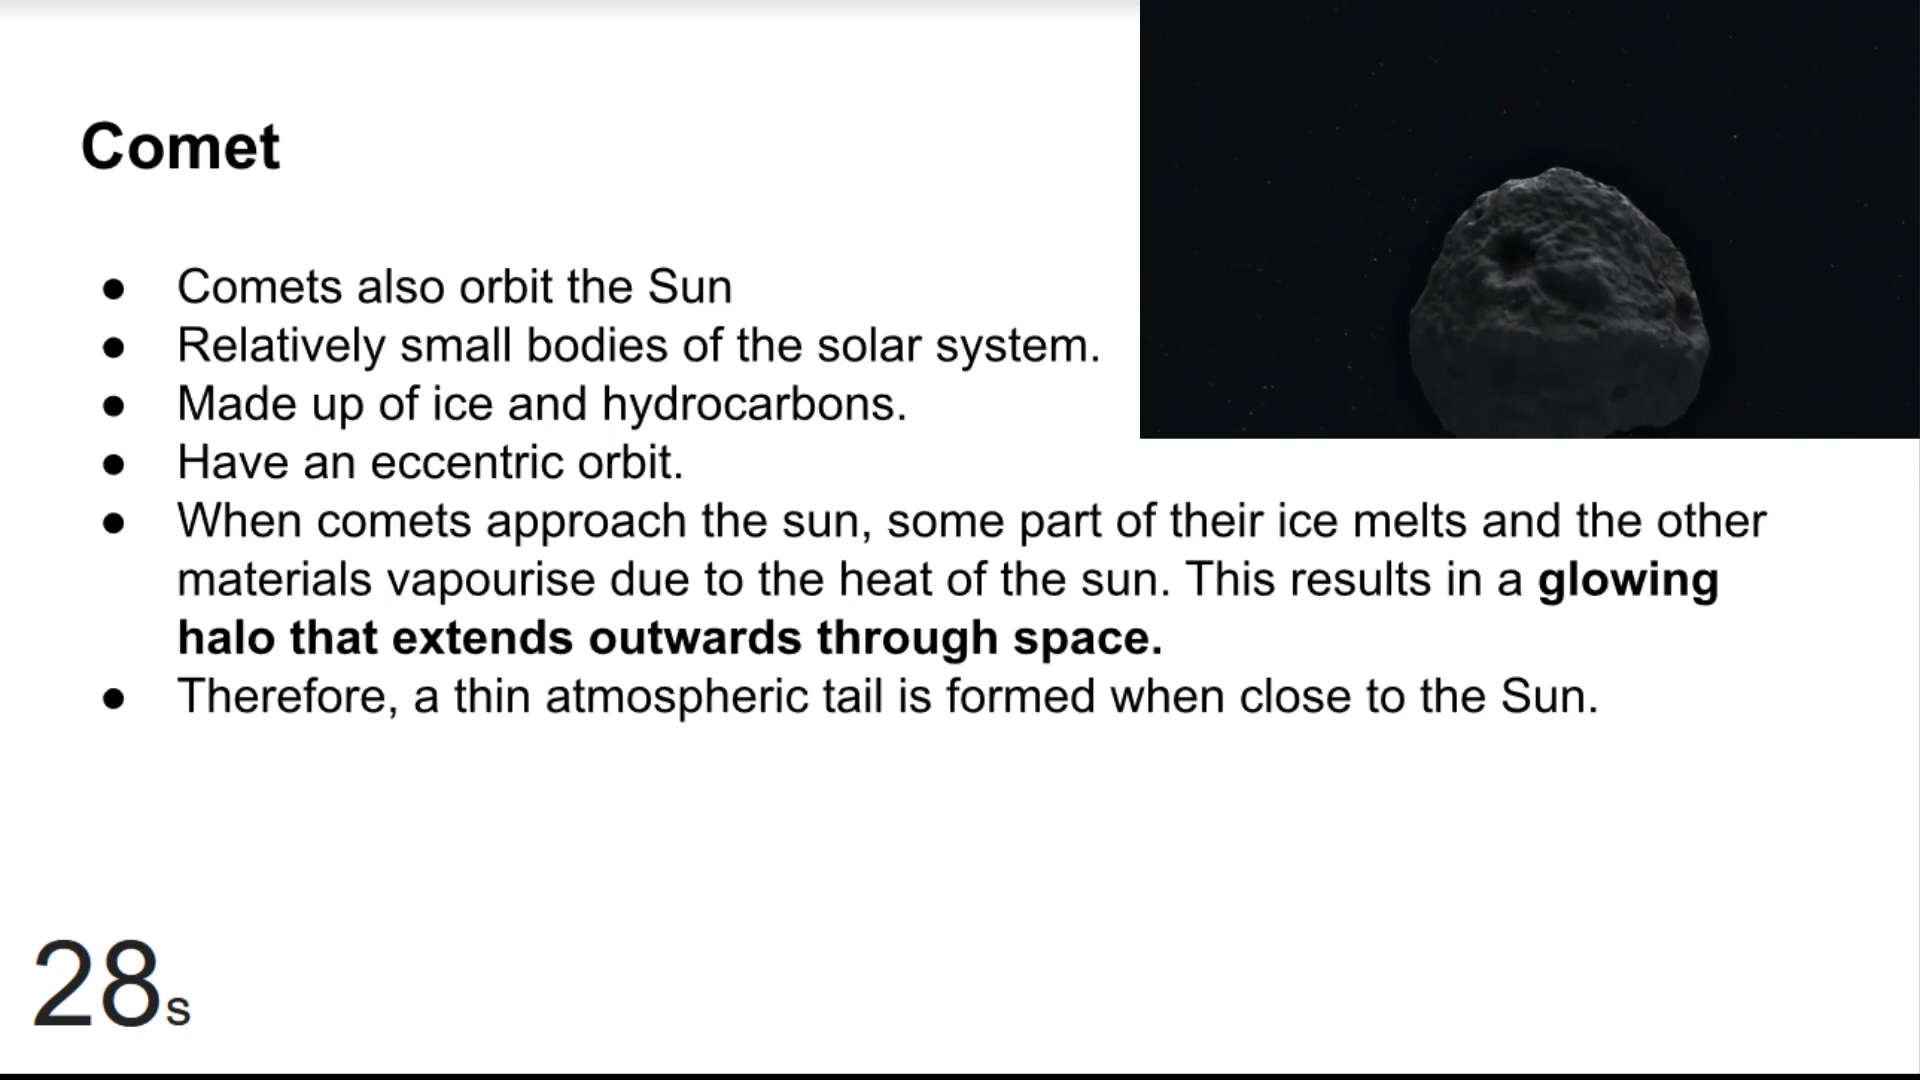 Comet
● Comets also orbit the Sun
● Relatively small bodies of the solar system.
● Made up of ice and hydrocarbons.
● Have an eccentric orbit.
● When comets approach the sun, some part of their ice melts and the other
materials vapourise due to the heat of the sun. This results in a glowing
halo that extends outwards through space.
● Therefore, a thin atmospheric tail is formed when close to the Sun.
28s